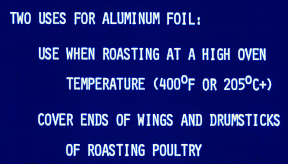 TWO USES FOR ALUMINUM FOIL:
USE WHEN ROASTING AT A HIGH OVEN
TEMPERATURE (400°F OR 205°C+)
COVER ENDS OF WINGS AND DRUMSTICKS
OF ROASTING POULTRY